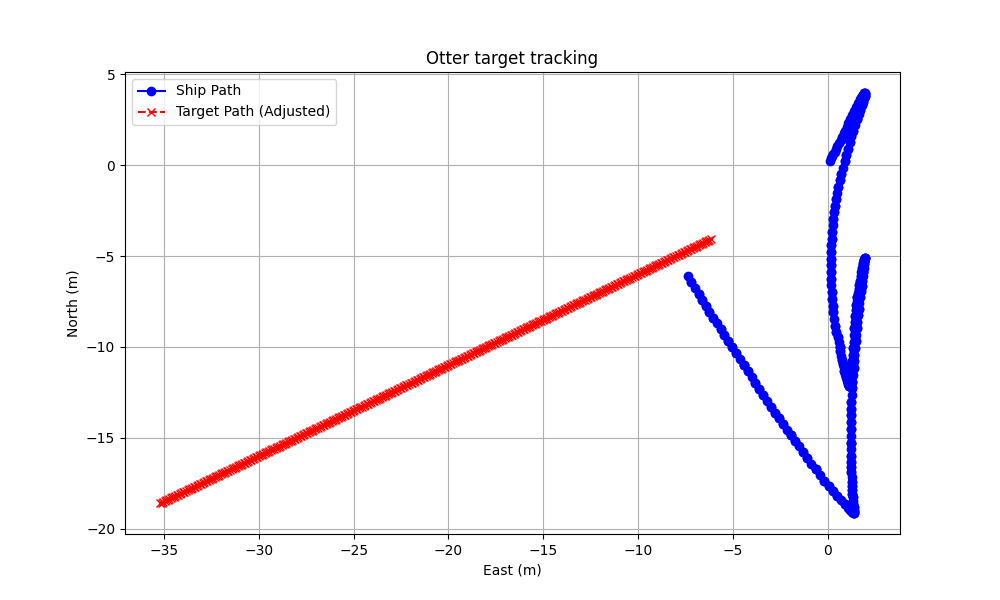 Otter target tracking
Ship Path
Target Path (Adjusted)
North (m)
5
0
−5
−10
−15
−20
−35
−30
−25
−20
−15
−10
−5
0
East (m)